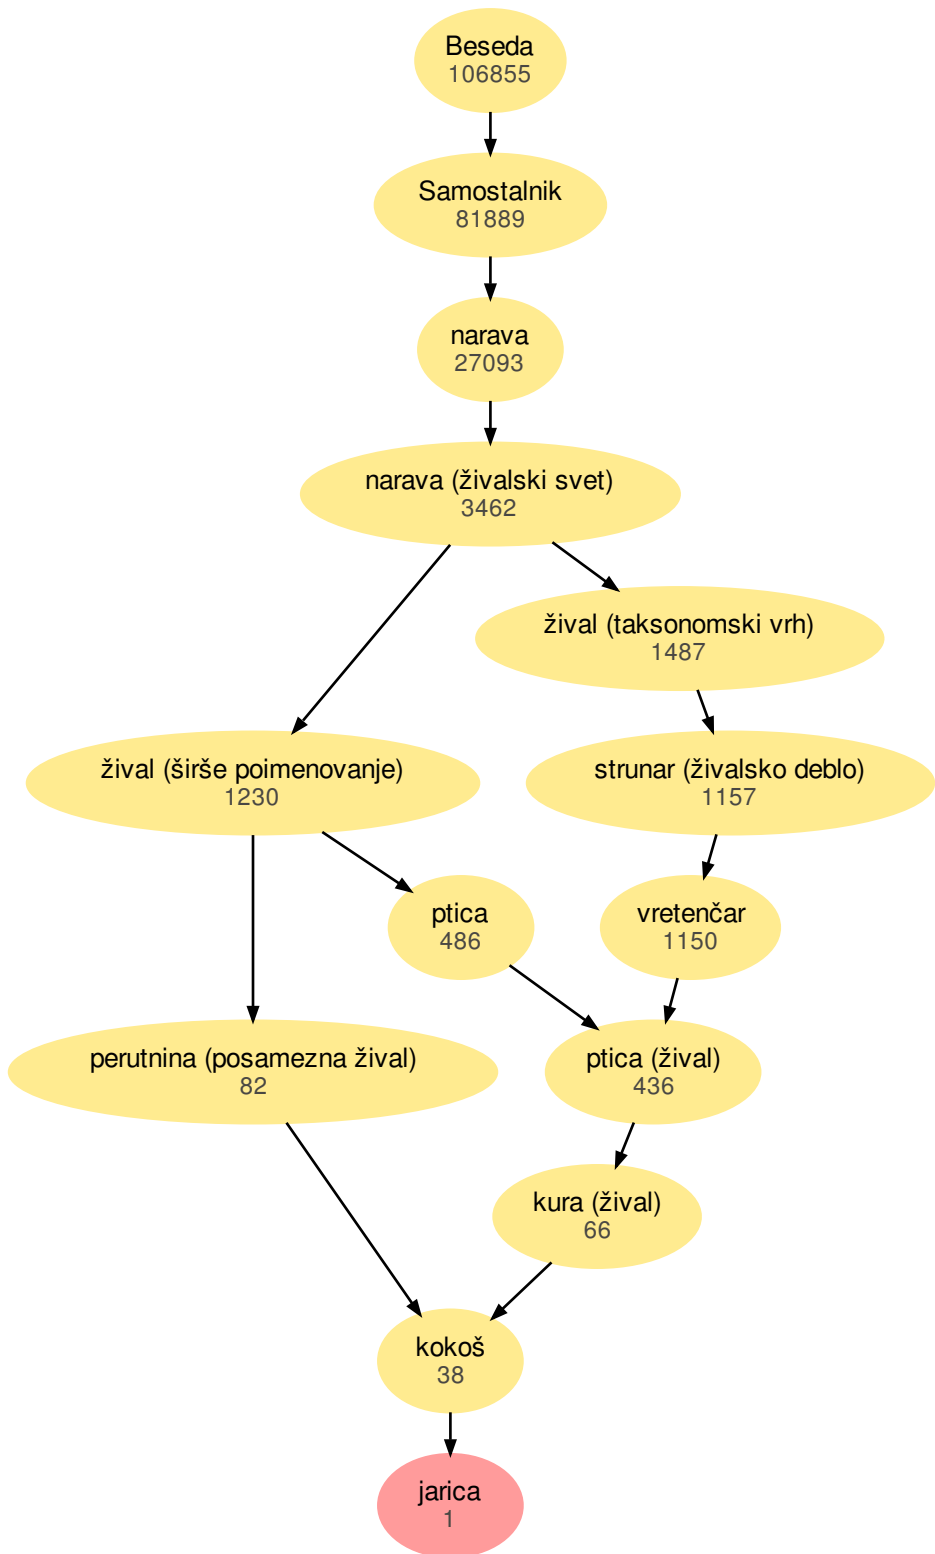 Beseda
106855
Samostalnik
81889
narava
27093
narava (živalski svet)
3462
žival (taksonomski vrh)
1487
žival (širše poimenovanje)
1230
strunar (živalsko deblo)
1157
ptica
486
vretenčar
1150
perutnina (posamezna žival)
82
ptica (žival)
436
kura (žival)
66
kokoš
38
jarica
1